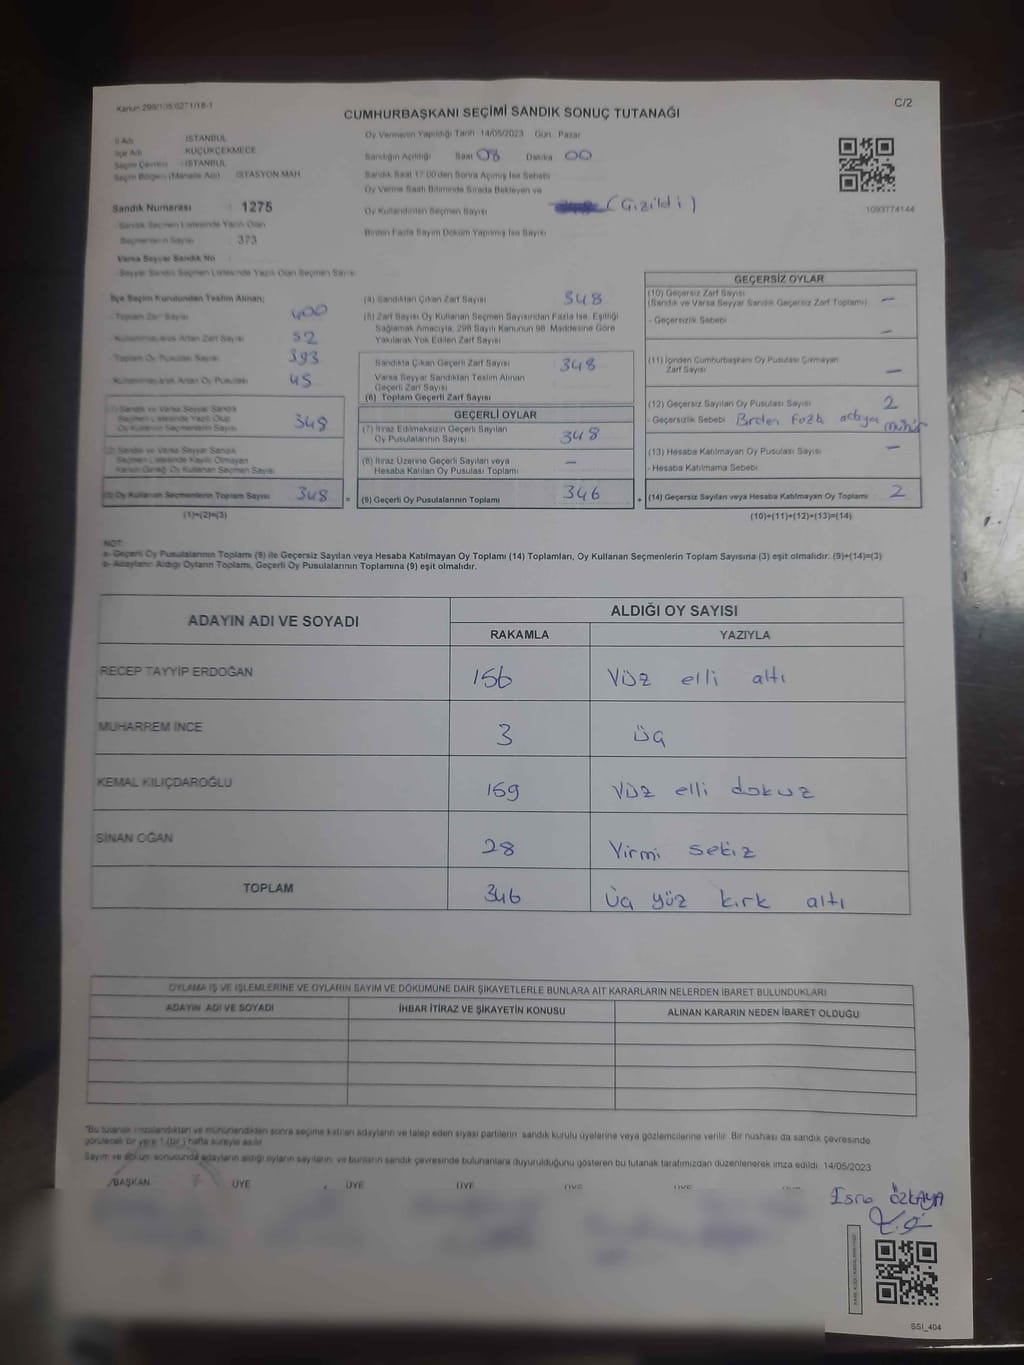 Kanun 298/105,6271/18-1
C/2
CUMHURBAŞKANI SEÇİMİ SANDIK SONUÇ TUTANAĞI
İl Adı : İSTANBUL
İlçe Adı : KÜÇÜKÇEKMECE
Seçim Çevresi : İSTANBUL
Seçim Bölgesi (Mahalle Adı) : İSTASYON MAH
Sandık Numarası : 1275
- Sandık Seçmen Listesinde Yazılı Olan
Seçmenlerin Sayısı : 373
Varsa Seyyar Sandık No :
- Seyyar Sandık Seçmen Listesinde Yazılı Olan Seçmen Sayısı
Oy Vermenin Yapıldığı Tarih : 14/05/2023 Gün : Pazar
Sandığın Açıldığı Saat 08 Dakika 00
Sandık Saat 17:00'den Sonra Açılmış İse Sebebi
Oy Verme Saati Bitiminde Sırada Bekleyen ve
Oy Kullandırılan Seçmen Sayısı (Çizildi)
Birden Fazla Sayım Döküm Yapılmış İse Sayısı
1093774144
İlçe Seçim Kurulundan Teslim Alınan;
- Toplam Zarf Sayısı 400
- Kullanılmayarak Artan Zarf Sayısı 52
- Toplam Oy Pusulası Sayısı 393
Kullanılmayarak Artan Oy Pusulası 45
(1) Sandık ve Varsa Seyyar Sandık
Seçmen Listesinde Yazılı Olup
Oy Kullanan Seçmenlerin Sayısı 348
(2) Sandık ve Varsa Seyyar Sandık
Seçmen Listesinde Kayıtlı Olmayan
Kanun Gereği Oy Kullanan Seçmen Sayısı
(3) Oy Kullanan Seçmenlerin Toplam Sayısı 348 =
(1)+(2)=(3)
(4) Sandıktan Çıkan Zarf Sayısı 348
(5) Zarf Sayısı Oy Kullanan Seçmen Sayısından Fazla İse, Eşitliği
Sağlamak Amacıyla, 298 Sayılı Kanunun 98. Maddesine Göre
Yakılarak Yok Edilen Zarf Sayısı
Sandıkta Çıkan Geçerli Zarf Sayısı 348
Varsa Seyyar Sandıktan Teslim Alınan
Geçerli Zarf Sayısı
(6) Toplam Geçerli Zarf Sayısı
GEÇERLİ OYLAR
(7) İtiraz Edilmeksizin Geçerli Sayılan
Oy Pusulalarının Sayısı 348
(8) İtiraz Üzerine Geçerli Sayılan veya
Hesaba Katılan Oy Pusulası Toplamı —
(9) Geçerli Oy Pusulalarının Toplamı 346 +
GEÇERSİZ OYLAR
(10) Geçersiz Zarf Sayısı —
(Sandık ve Varsa Seyyar Sandık Geçersiz Zarf Toplamı)
- Geçersizlik Sebebi —
(11) İçinden Cumhurbaşkanı Oy Pusulası Çıkmayan
Zarf Sayısı —
(12) Geçersiz Sayılan Oy Pusulası Sayısı 2
- Geçersizlik Sebebi Birden Fazla adaya mühür
(13) Hesaba Katılmayan Oy Pusulası Sayısı —
- Hesaba Katılmama Sebebi
(14) Geçersiz Sayılan veya Hesaba Katılmayan Oy Toplamı 2
(10)+(11)+(12)+(13)=(14)
NOT:
a- Geçerli Oy Pusulalarının Toplamı (9) ile Geçersiz Sayılan veya Hesaba Katılmayan Oy Toplamı (14) Toplamları, Oy Kullanan Seçmenlerin Toplam Sayısına (3) eşit olmalıdır. (9)+(14)=(3)
b- Adayların Aldığı Oyların Toplamı, Geçerli Oy Pusulalarının Toplamına (9) eşit olmalıdır.
ADAYIN ADI VE SOYADI ALDIĞI OY SAYISI
RAKAMLA YAZIYLA
RECEP TAYYİP ERDOĞAN 156 Yüz elli altı
MUHARREM İNCE 3 üç
KEMAL KILIÇDAROĞLU 159 Yüz elli dokuz
SİNAN OĞAN 28 Yirmi sekiz
TOPLAM 346 Üç yüz kırk altı
OYLAMA İŞ VE İŞLEMLERİNE VE OYLARIN SAYIM VE DÖKÜMÜNE DAİR ŞİKAYETLERLE BUNLARA AİT KARARLARIN NELERDEN İBARET BULUNDUKLARI
ADAYIN ADI VE SOYADI İHBAR İTİRAZ VE ŞİKAYETİN KONUSU ALINAN KARARIN NEDEN İBARET OLDUĞU
"Bu tutanak imzalandıktan ve mühürlendikten sonra seçime katılan adayların ve talep eden siyasi partilerin sandık kurulu üyelerine veya gözlemcilerine verilir. Bir nüshası da sandık çevresinde
görülecek bir yere 1 (bir) hafta süreyle asılır.
Sayım ve döküm sonucunda adayların aldığı oyların sayılarını ve bunların sandık çevresinde bulunanlara duyurulduğunu gösteren bu tutanak tarafımızdan düzenlenerek imza edildi. 14/05/2023
BAŞKAN ÜYE ÜYE ÜYE ÜYE ÜYE
Esra ÖZKAYA
SSI_404